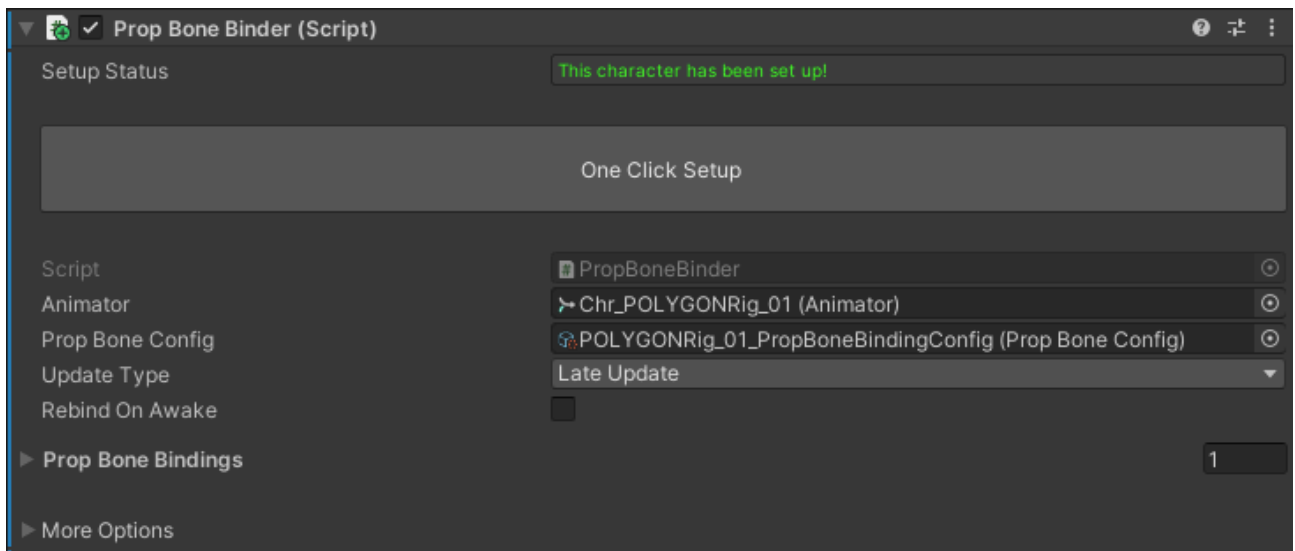 Prop Bone Binder (Script)
Setup Status This character has been set up!
One Click Setup
Script PropBoneBinder
Animator Chr_POLYGONRig_01 (Animator)
Prop Bone Config POLYGONRig_01_PropBoneBindingConfig (Prop Bone Config)
Update Type Late Update
Rebind On Awake
Prop Bone Bindings 1
More Options